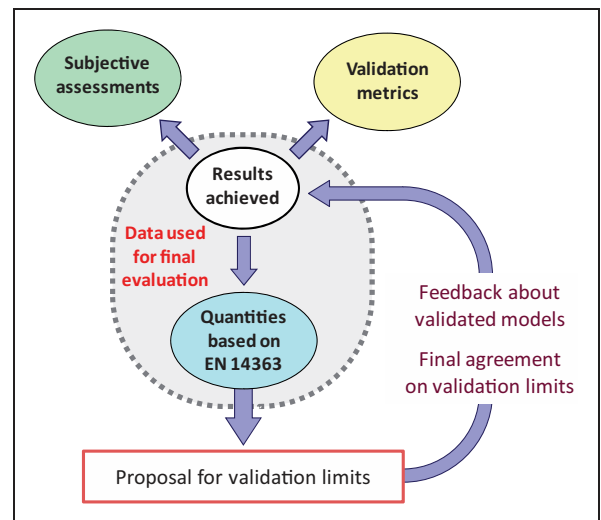 Subjective
assessments
Validation
metrics
Results
achieved
Data used
for final
evaluation
Quantities
based on
EN 14363
Feedback about
validated models
Final agreement
on validation limits
Proposal for validation limits